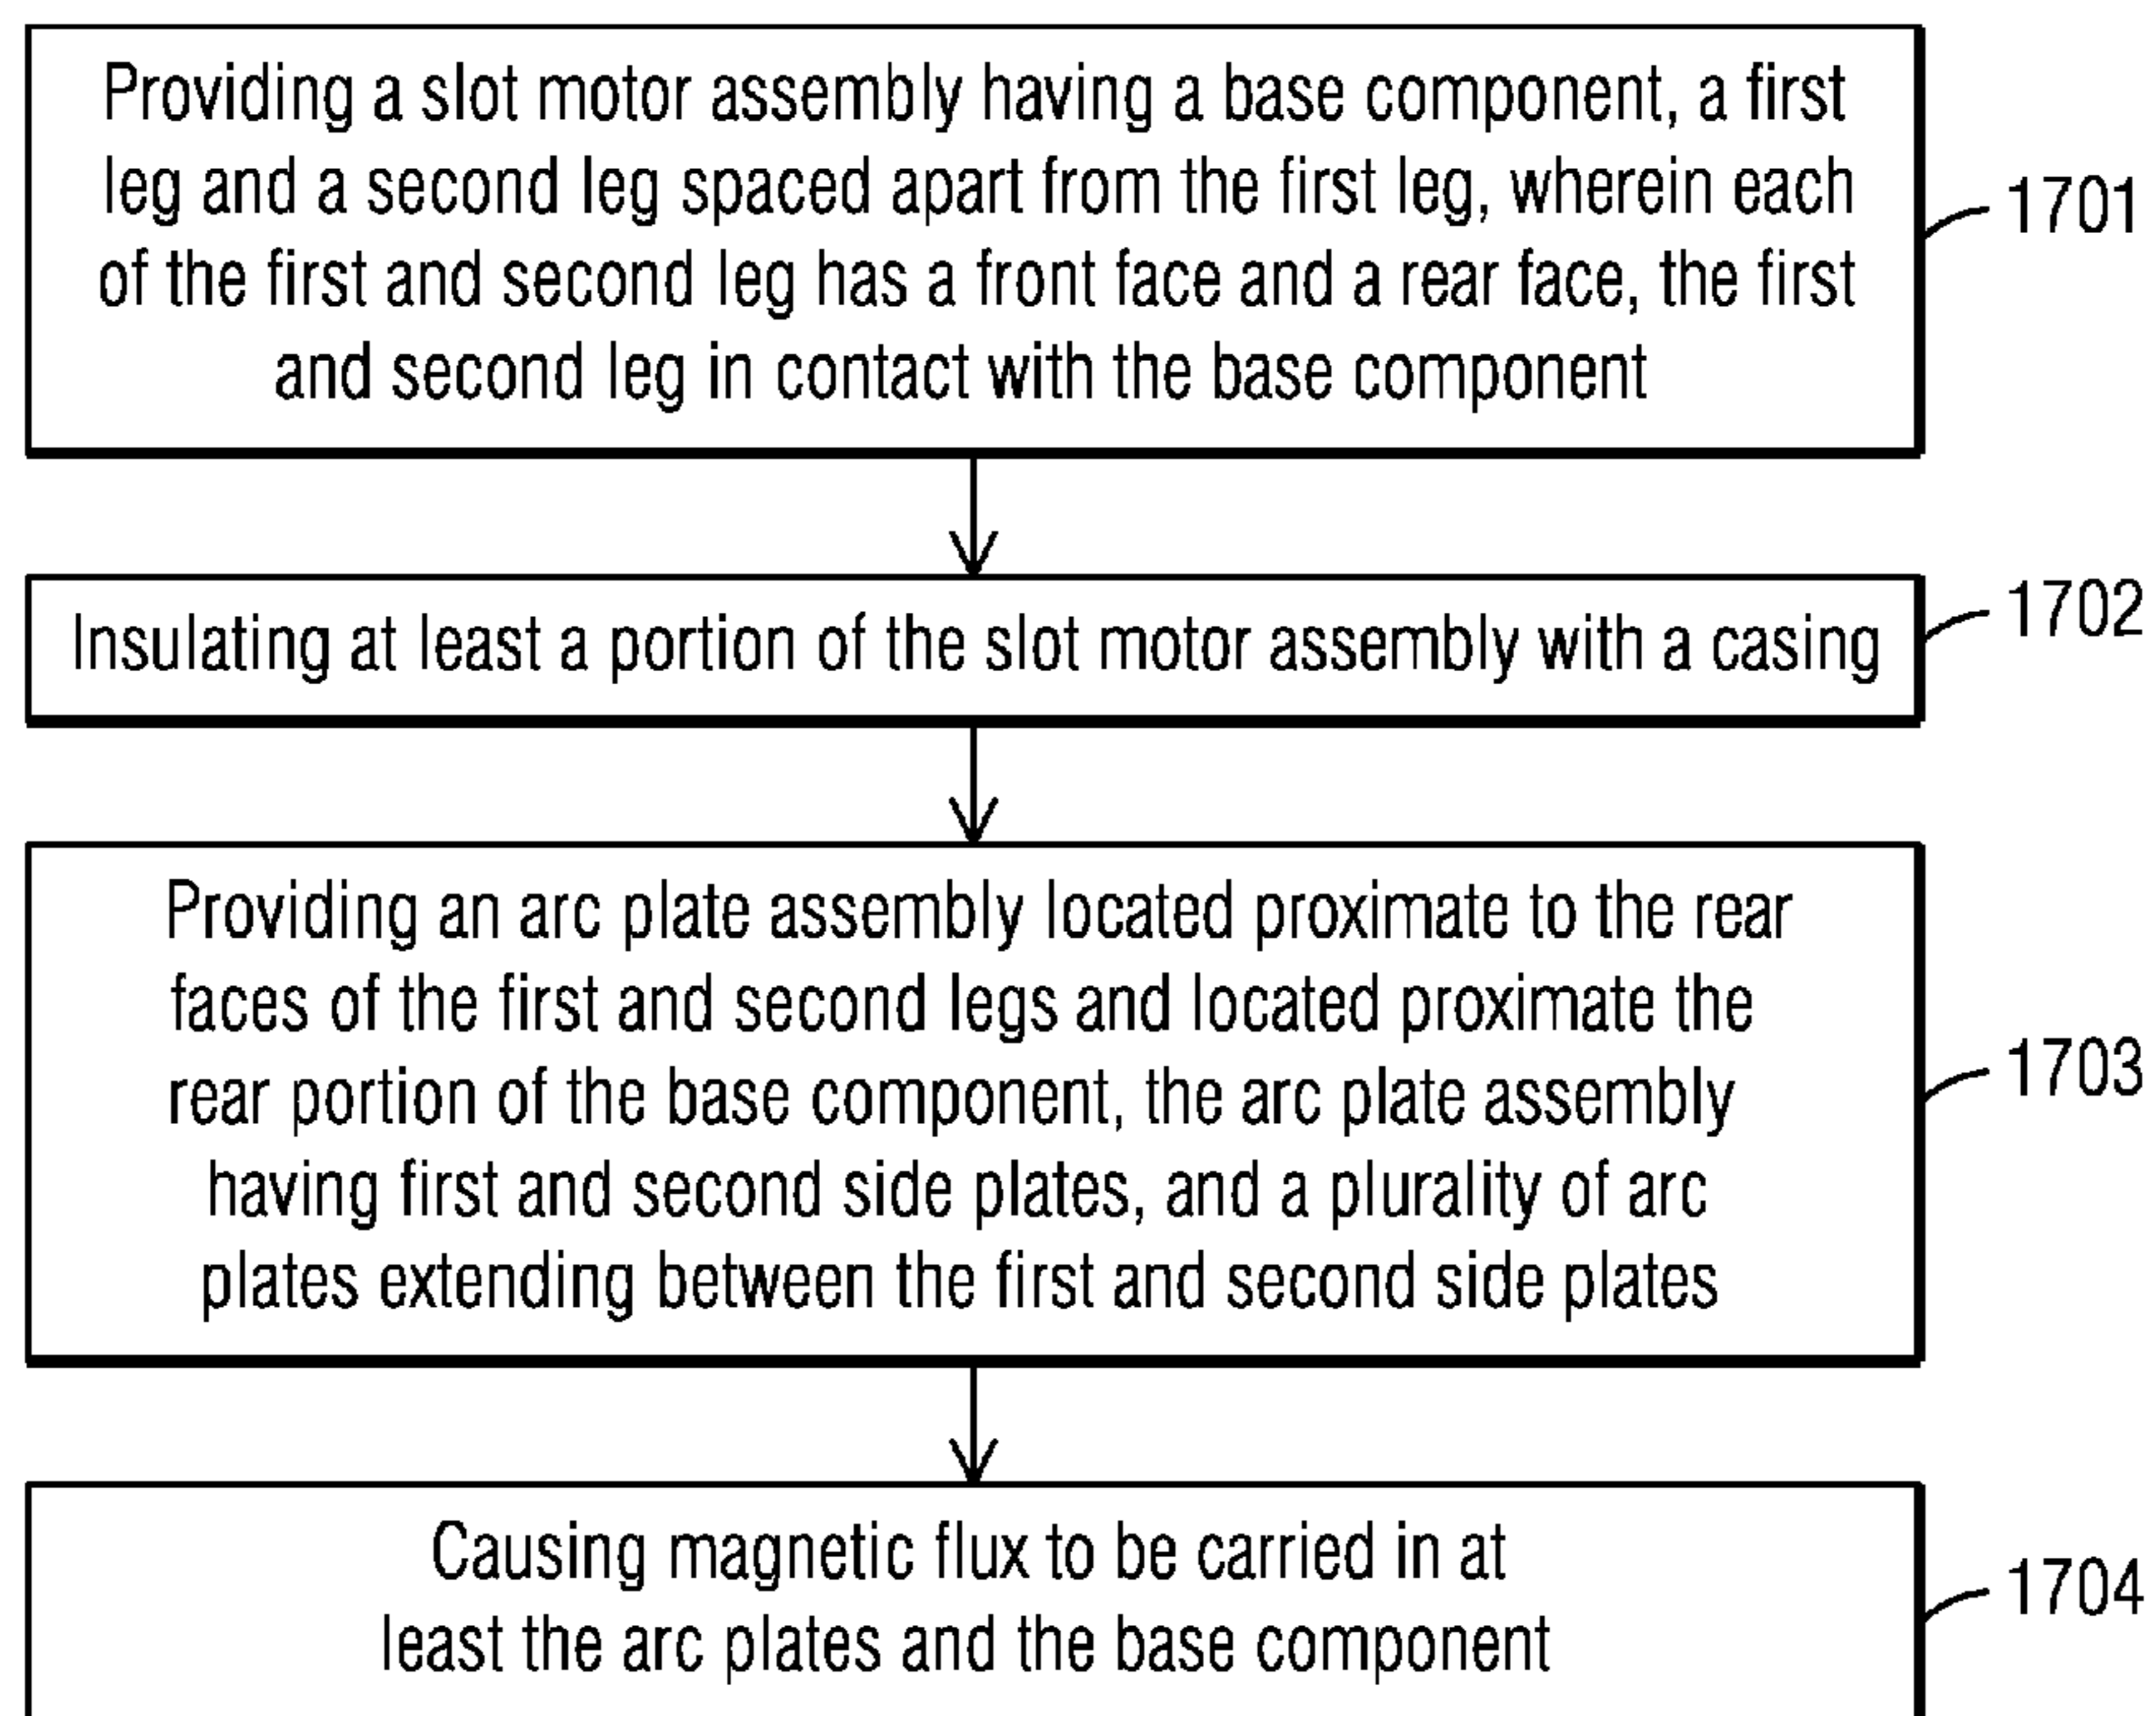 Providing a slot motor assembly having a base component, a first
leg and a second leg spaced apart from the first leg, wherein each
of the first and second leg has a front face and a rear face, the first
and second leg in contact with the base component
1701
Insulating at least a portion of the slot motor assembly with a casing
1702
Providing an arc plate assembly located proximate to the rear
faces of the first and second legs and located proximate the
rear portion of the base component, the arc plate assembly
having first and second side plates, and a plurality of arc
plates extending between the first and second side plates
1703
Causing magnetic flux to be carried in at
least the arc plates and the base component
1704